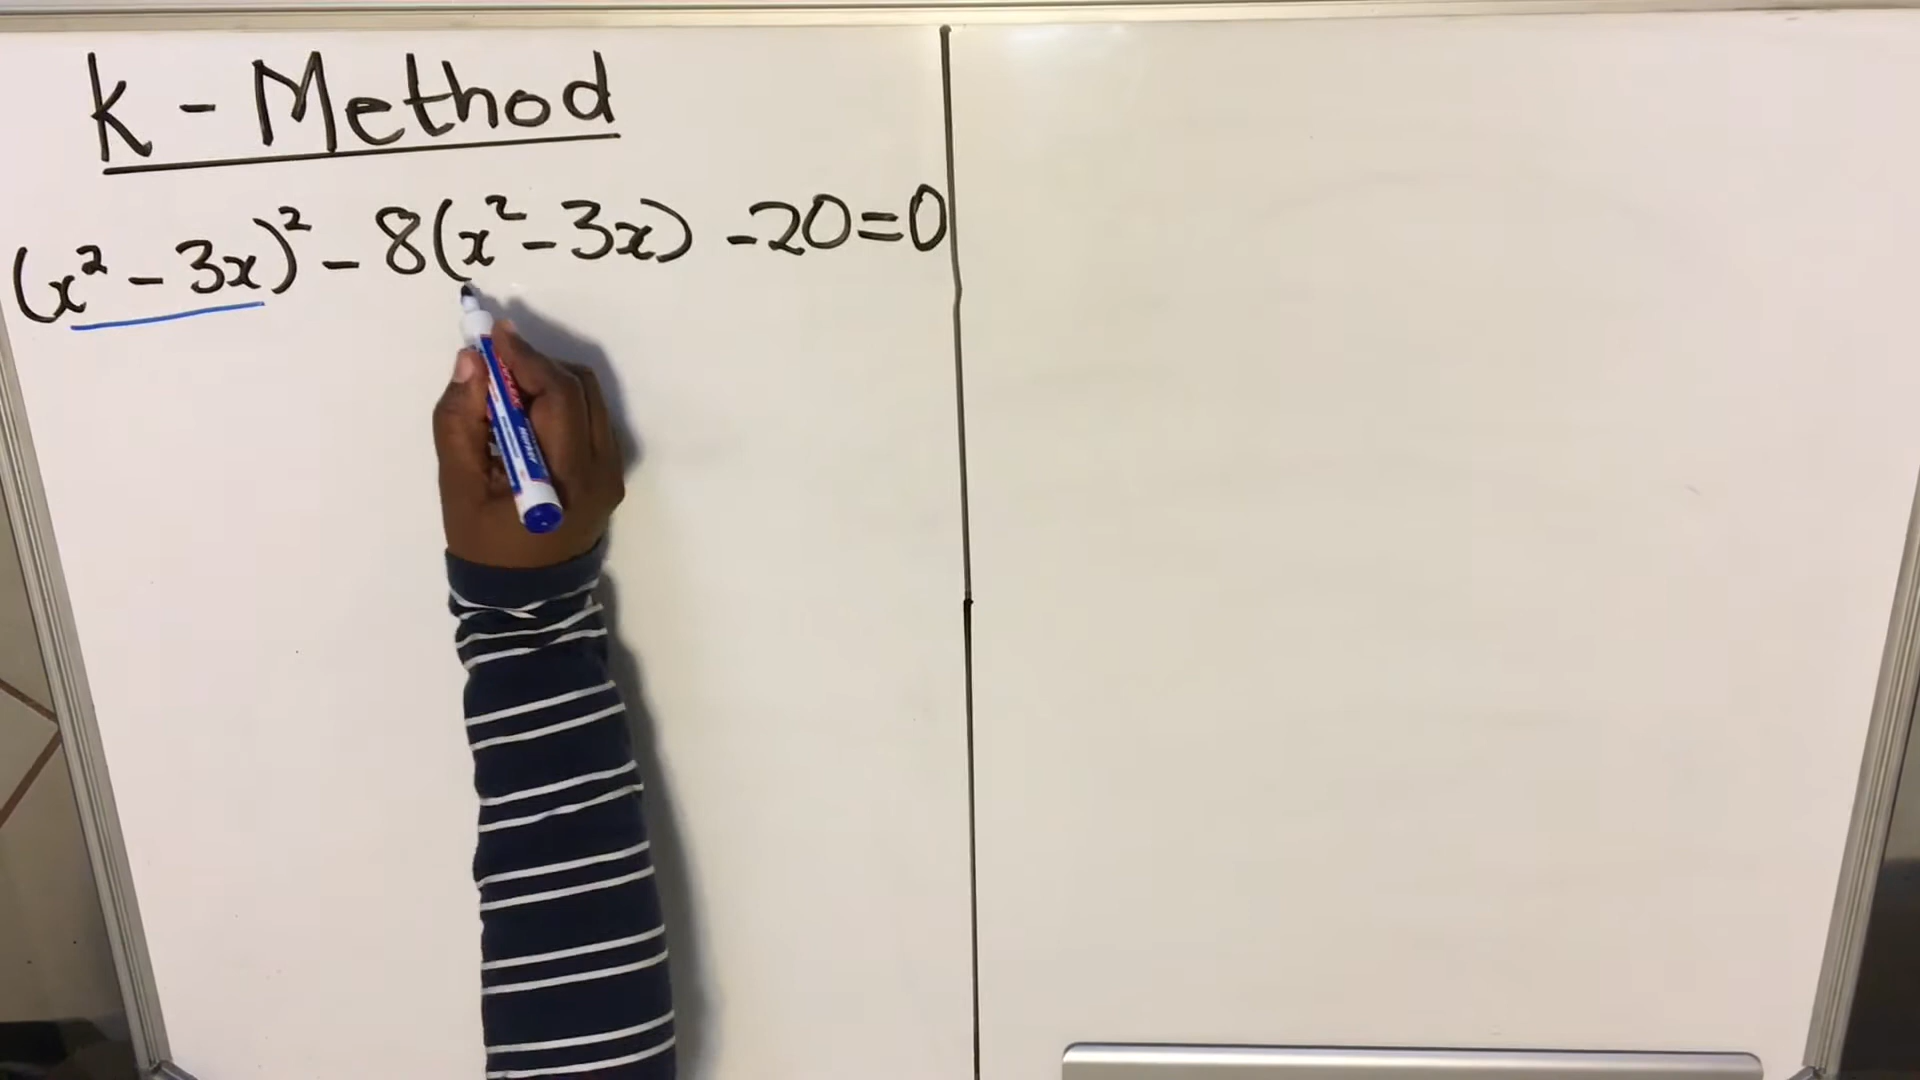 k - Method
(x² - 3x)² - 8(x² - 3x) - 20 = 0